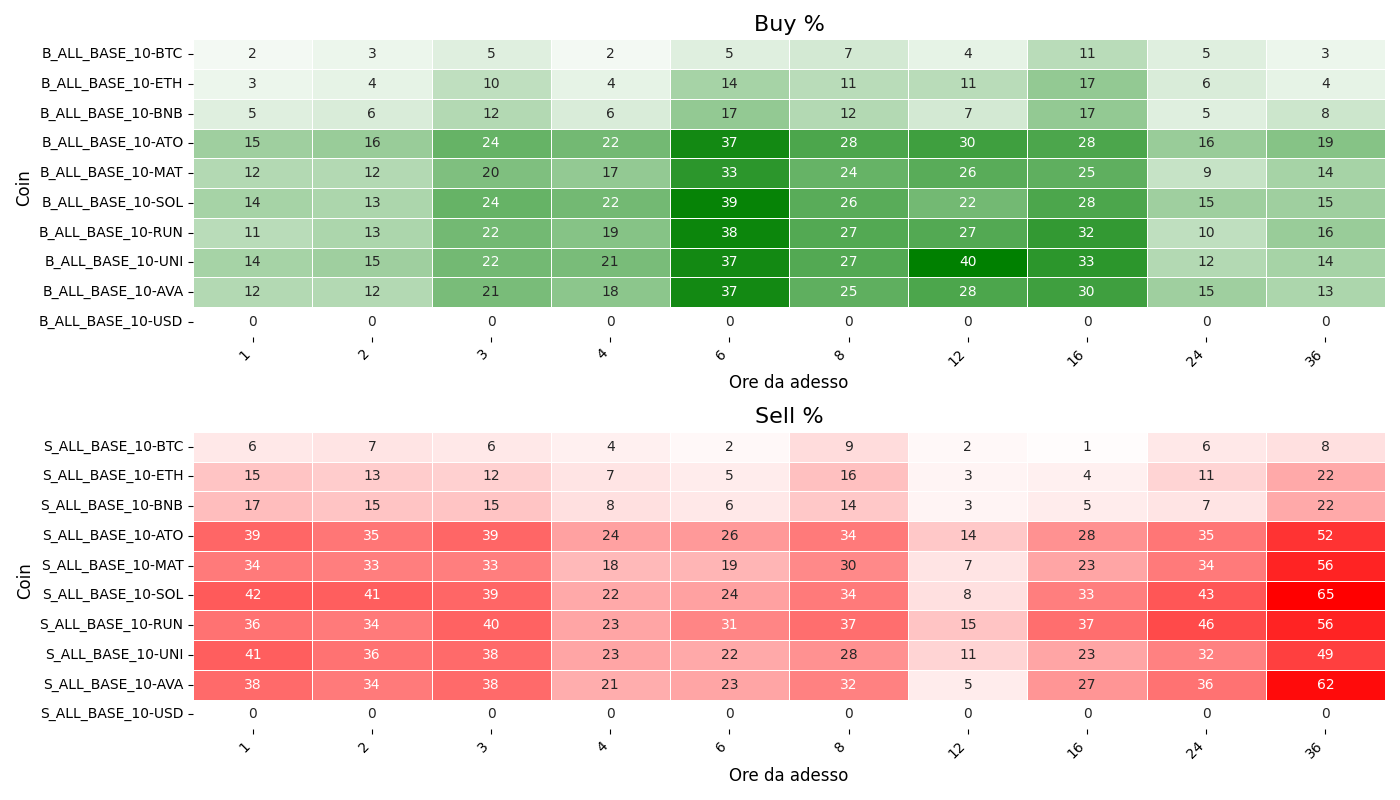 Buy %
Coin
B_ALL_BASE_10-BTC 2 3 5 2 5 7 4 11 5 3
B_ALL_BASE_10-ETH 3 4 10 4 14 11 11 17 6 4
B_ALL_BASE_10-BNB 5 6 12 6 17 12 7 17 5 8
B_ALL_BASE_10-ATO 15 16 24 22 37 28 30 28 16 19
B_ALL_BASE_10-MAT 12 12 20 17 33 24 26 25 9 14
B_ALL_BASE_10-SOL 14 13 24 22 39 26 22 28 15 15
B_ALL_BASE_10-RUN 11 13 22 19 38 27 27 32 10 16
B_ALL_BASE_10-UNI 14 15 22 21 37 27 40 33 12 14
B_ALL_BASE_10-AVA 12 12 21 18 37 25 28 30 15 13
B_ALL_BASE_10-USD 0 0 0 0 0 0 0 0 0 0
1 2 3 4 6 8 12 16 24 36
Ore da adesso
Sell %
Coin
S_ALL_BASE_10-BTC 6 7 6 4 2 9 2 1 6 8
S_ALL_BASE_10-ETH 15 13 12 7 5 16 3 4 11 22
S_ALL_BASE_10-BNB 17 15 15 8 6 14 3 5 7 22
S_ALL_BASE_10-ATO 39 35 39 24 26 34 14 28 35 52
S_ALL_BASE_10-MAT 34 33 33 18 19 30 7 23 34 56
S_ALL_BASE_10-SOL 42 41 39 22 24 34 8 33 43 65
S_ALL_BASE_10-RUN 36 34 40 23 31 37 15 37 46 56
S_ALL_BASE_10-UNI 41 36 38 23 22 28 11 23 32 49
S_ALL_BASE_10-AVA 38 34 38 21 23 32 5 27 36 62
S_ALL_BASE_10-USD 0 0 0 0 0 0 0 0 0 0
1 2 3 4 6 8 12 16 24 36
Ore da adesso